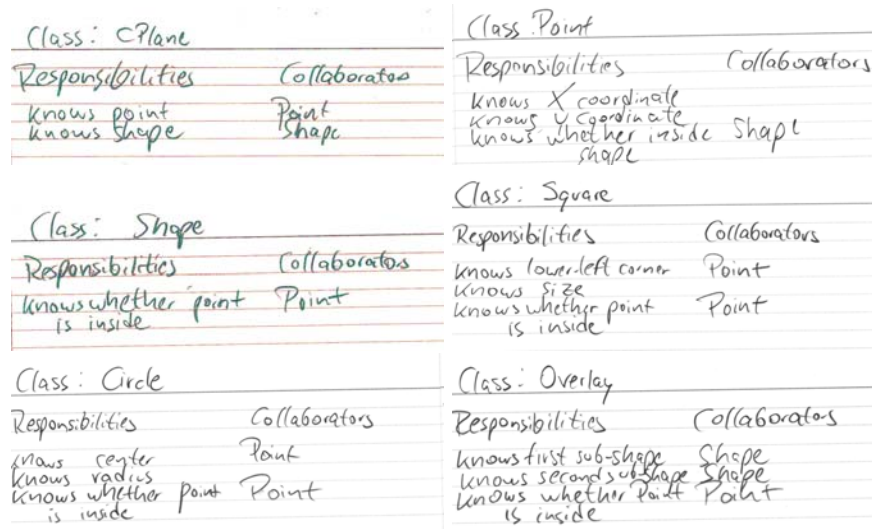 Class: CPlane
Responsibilities Collaborators
knows point Point
knows shape Shape
Class: Point
Responsibilities Collaborators
knows X coordinate
knows y coordinate
knows whether inside Shape
shape
Class: Shape
Responsibilities Collaborators
knows whether point Point
is inside
Class: Square
Responsibilities Collaborators
knows lower-left corner Point
knows size
knows whether point Point
is inside
Class: Circle
Responsibilities Collaborators
knows center Point
knows radius
knows whether point Point
is inside
Class: Overlay
Responsibilities Collaborators
knows first sub-shape Shape
knows second sub-shape Shape
knows whether Point Point
is inside